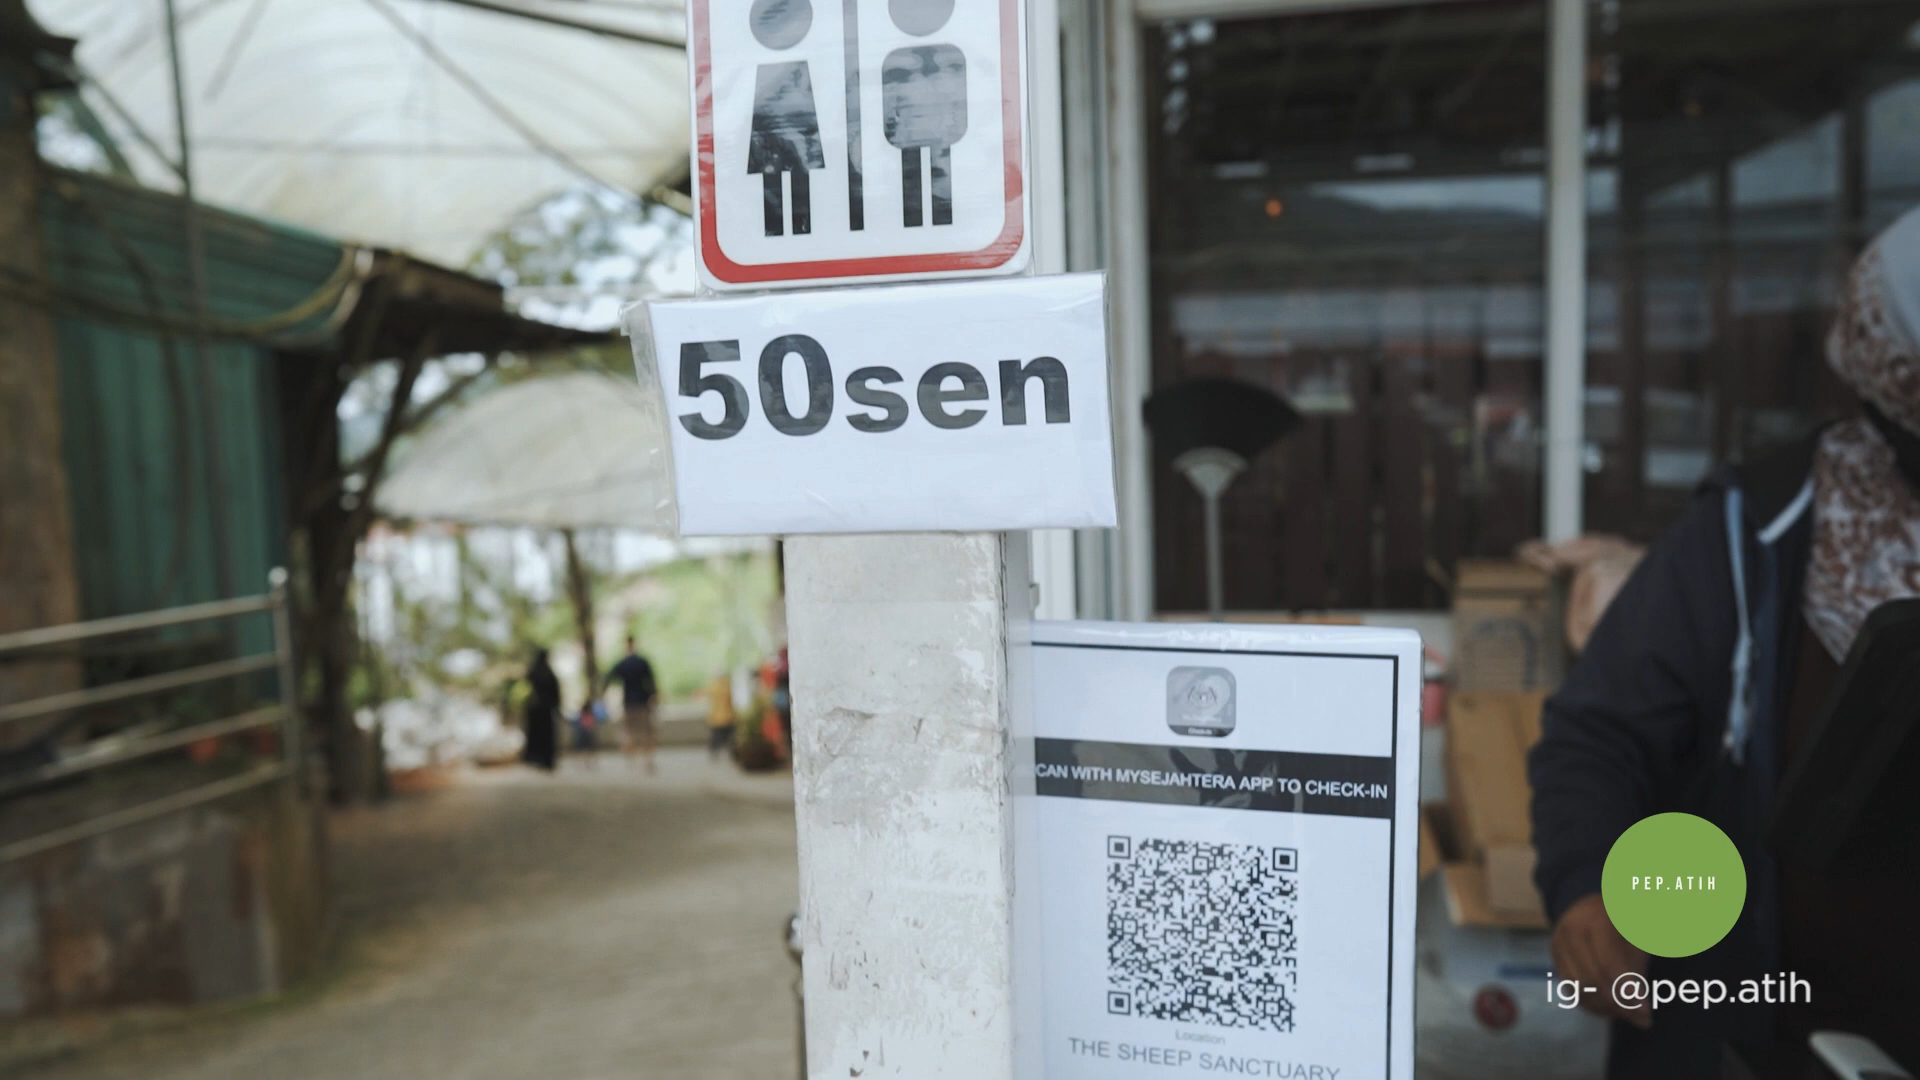 50sen
CAN WITH MYSEJAHTERA APP TO CHECK-IN
Location
THE SHEEP SANCTUARY
PEP.ATIH
ig- @pep.atih